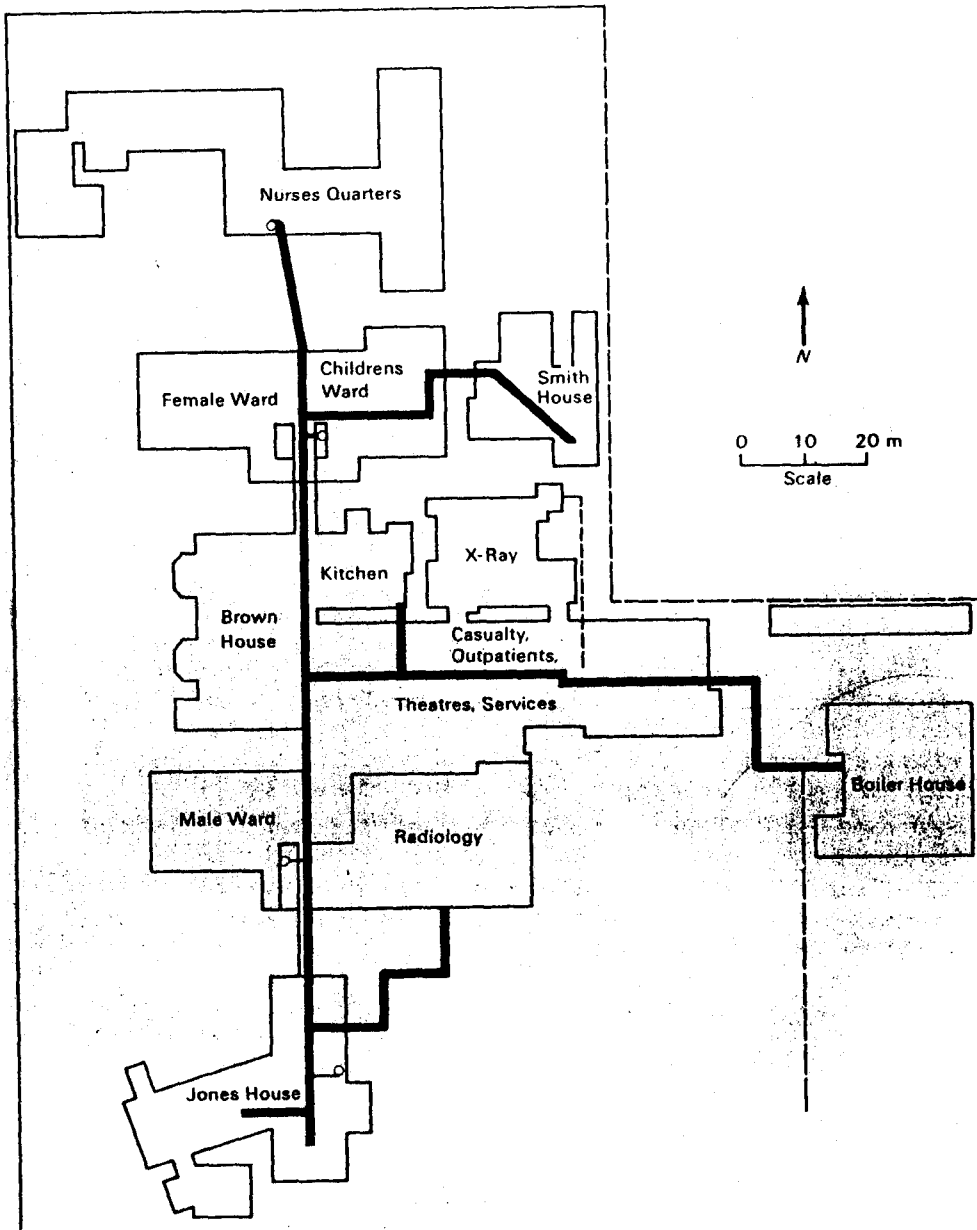 Nurses Quarters
Childrens
Ward
Female Ward
Smith
House
N
0 10 20 m
Scale
Kitchen
X-Ray
Brown
House
Casualty,
Outpatients,
Theatres, Services
Male Ward
Radiology
Boiler House
Jones House